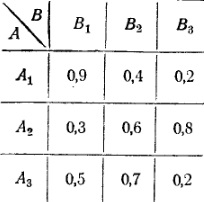 A B B₁ B₂ B₃
A₁ 0,9 0,4 0,2
A₂ 0,3 0,6 0,8
A₃ 0,5 0,7 0,2